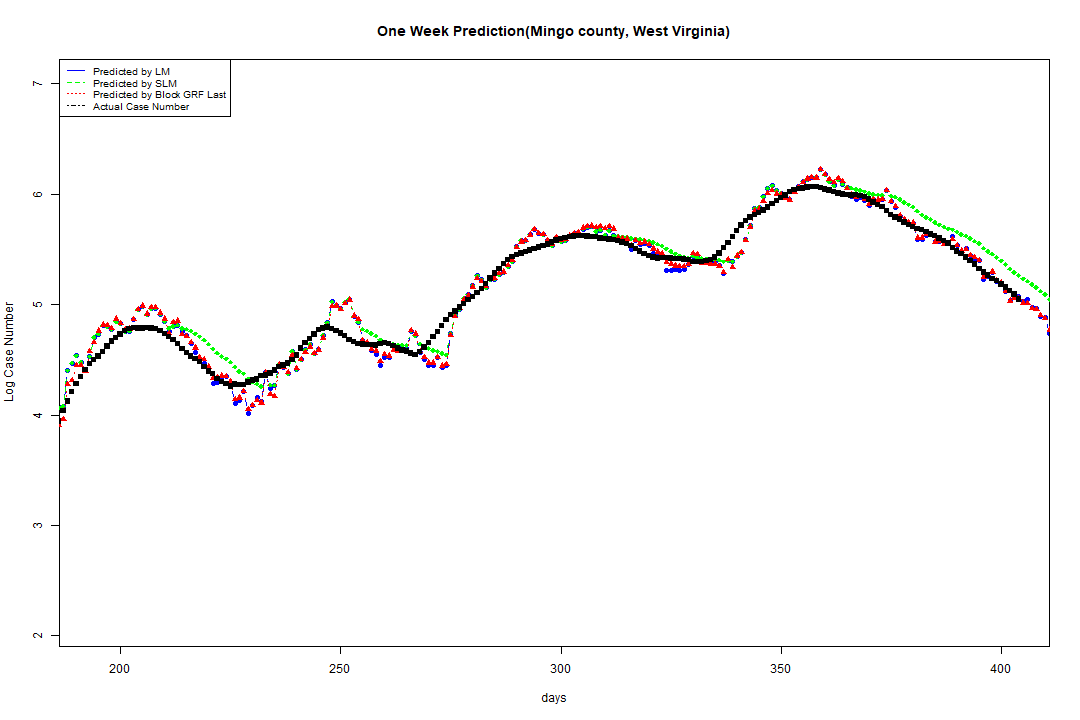 One Week Prediction(Mingo county, West Virginia)
Predicted by LM
Predicted by SLM
Predicted by Block GRF Last
Actual Case Number
7
6
5
4
3
2
Log Case Number
200 250 300 350 400
days